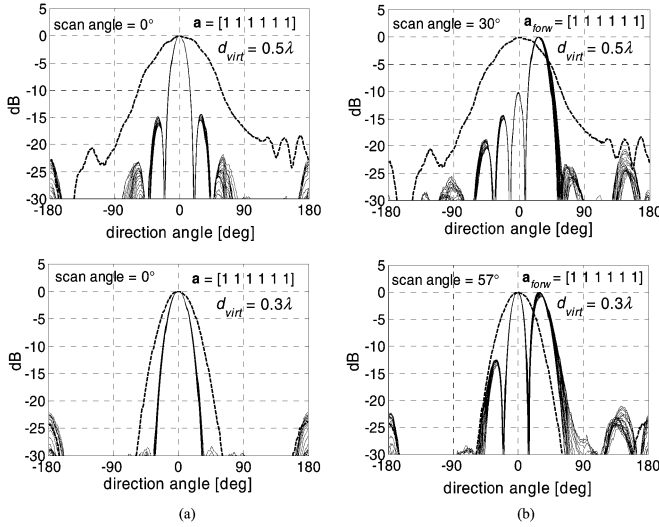 5
0
-5
-10
-15
-20
-25
-30
dB
scan angle = 0°
a = [1 1 1 1 1 1]
d_virt = 0.5λ
-180 -90 0 90 180
direction angle [deg]
5
0
-5
-10
-15
-20
-25
-30
dB
scan angle = 30°
a_forw = [1 1 1 1 1 1]
d_virt = 0.5λ
-180 -90 0 90 180
direction angle [deg]
5
0
-5
-10
-15
-20
-25
-30
dB
scan angle = 0°
a = [1 1 1 1 1 1]
d_virt = 0.3λ
-180 -90 0 90 180
direction angle [deg]
(a)
5
0
-5
-10
-15
-20
-25
-30
dB
scan angle = 57°
a_forw = [1 1 1 1 1 1]
d_virt = 0.3λ
-180 -90 0 90 180
direction angle [deg]
(b)